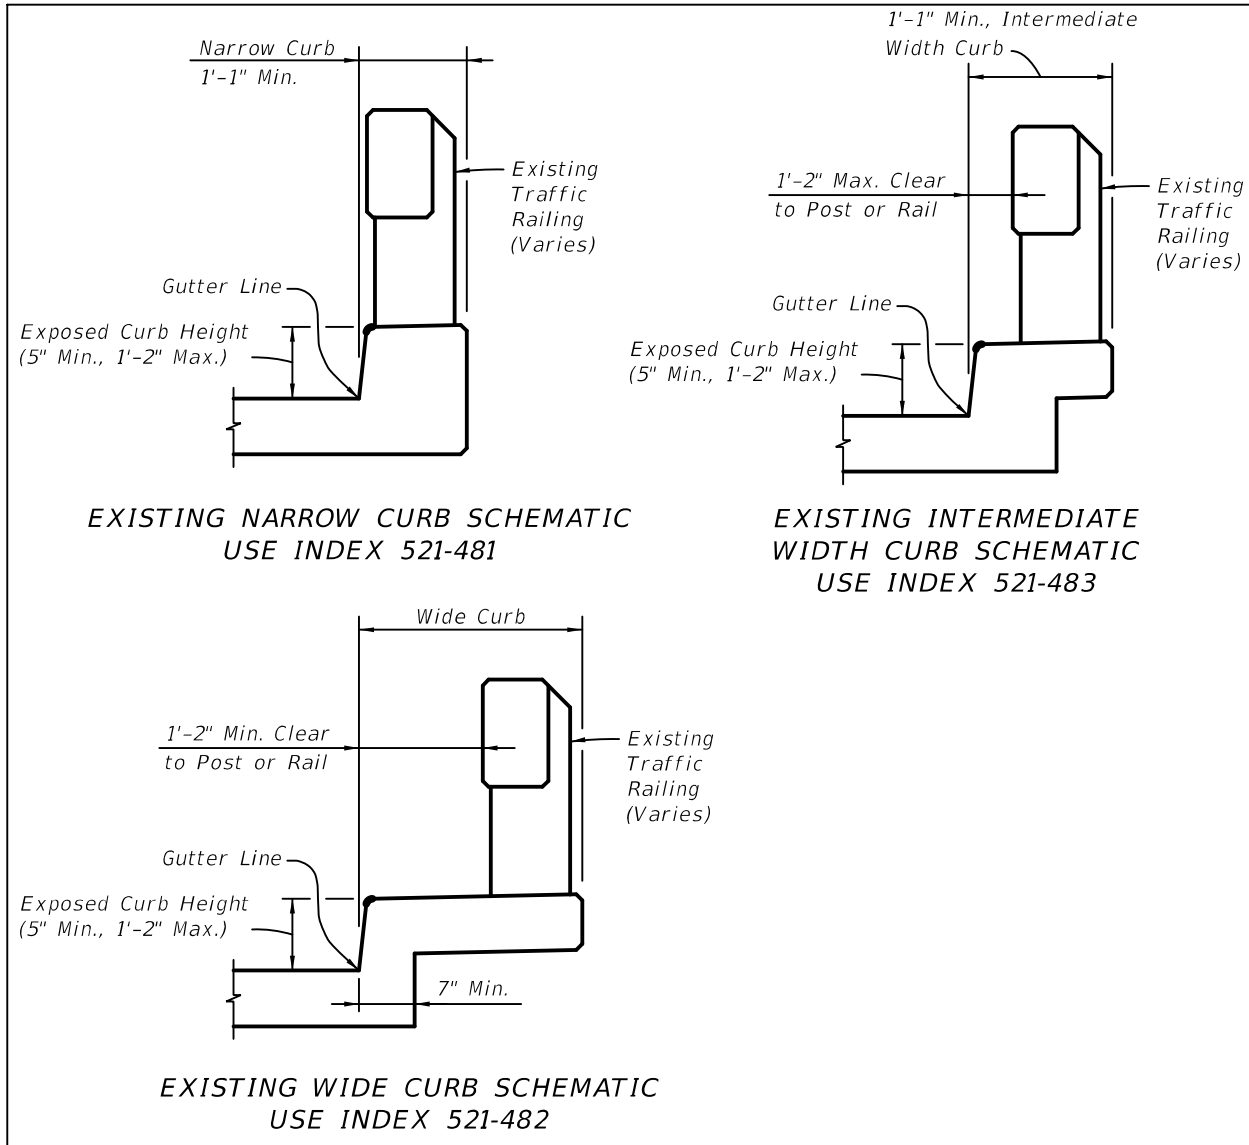 Narrow Curb
1'-1" Min.
Existing
Traffic
Railing
(Varies)
Gutter Line
Exposed Curb Height
(5" Min., 1'-2" Max.)
EXISTING NARROW CURB SCHEMATIC
USE INDEX 521-481
1'-1" Min., Intermediate
Width Curb
1'-2" Max. Clear
to Post or Rail
Existing
Traffic
Railing
(Varies)
Gutter Line
Exposed Curb Height
(5" Min., 1'-2" Max.)
EXISTING INTERMEDIATE
WIDTH CURB SCHEMATIC
USE INDEX 521-483
Wide Curb
1'-2" Min. Clear
to Post or Rail
Existing
Traffic
Railing
(Varies)
Gutter Line
Exposed Curb Height
(5" Min., 1'-2" Max.)
7" Min.
EXISTING WIDE CURB SCHEMATIC
USE INDEX 521-482